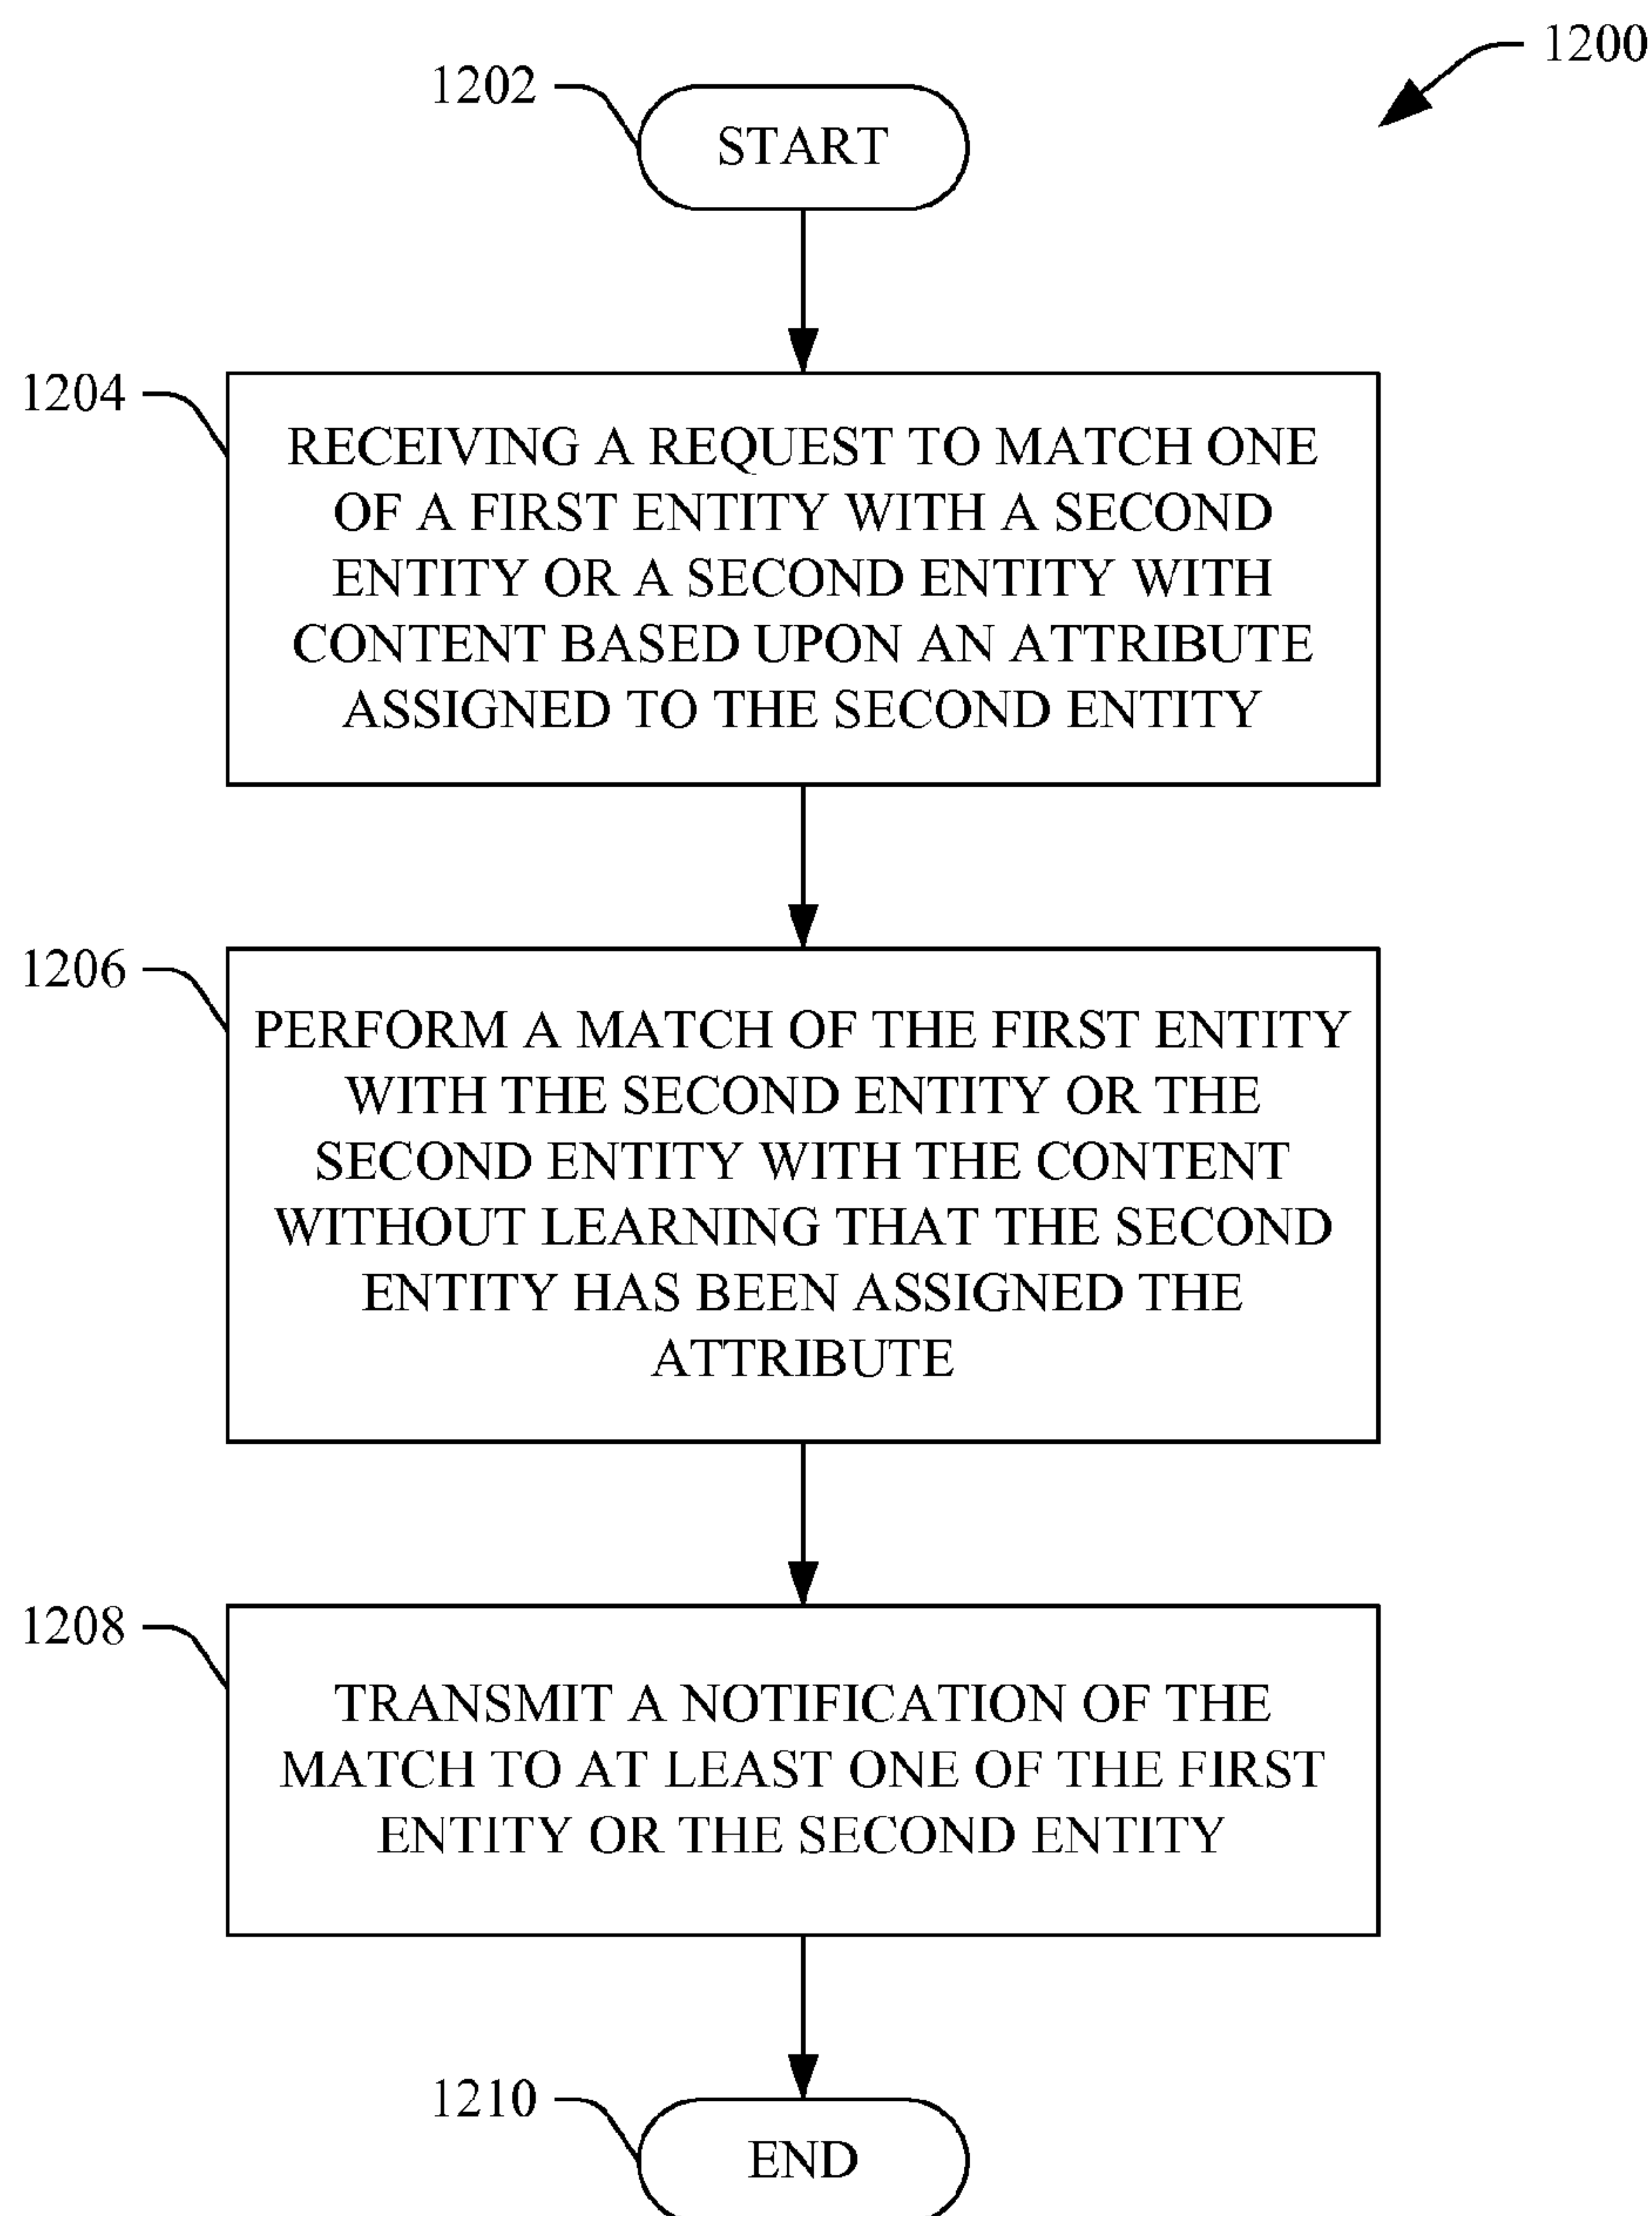 1200
1202
START
1204
RECEIVING A REQUEST TO MATCH ONE
OF A FIRST ENTITY WITH A SECOND
ENTITY OR A SECOND ENTITY WITH
CONTENT BASED UPON AN ATTRIBUTE
ASSIGNED TO THE SECOND ENTITY
1206
PERFORM A MATCH OF THE FIRST ENTITY
WITH THE SECOND ENTITY OR THE
SECOND ENTITY WITH THE CONTENT
WITHOUT LEARNING THAT THE SECOND
ENTITY HAS BEEN ASSIGNED THE
ATTRIBUTE
1208
TRANSMIT A NOTIFICATION OF THE
MATCH TO AT LEAST ONE OF THE FIRST
ENTITY OR THE SECOND ENTITY
1210
END